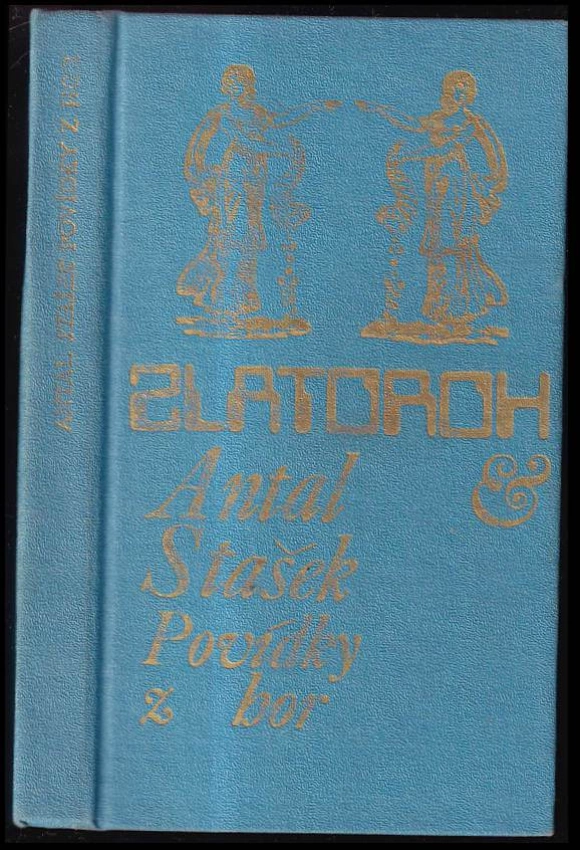 ANTAL STAŠEK POVÍDKY Z HOR
ZLATOROH
&
Antal
Stašek
Povídky
z hor